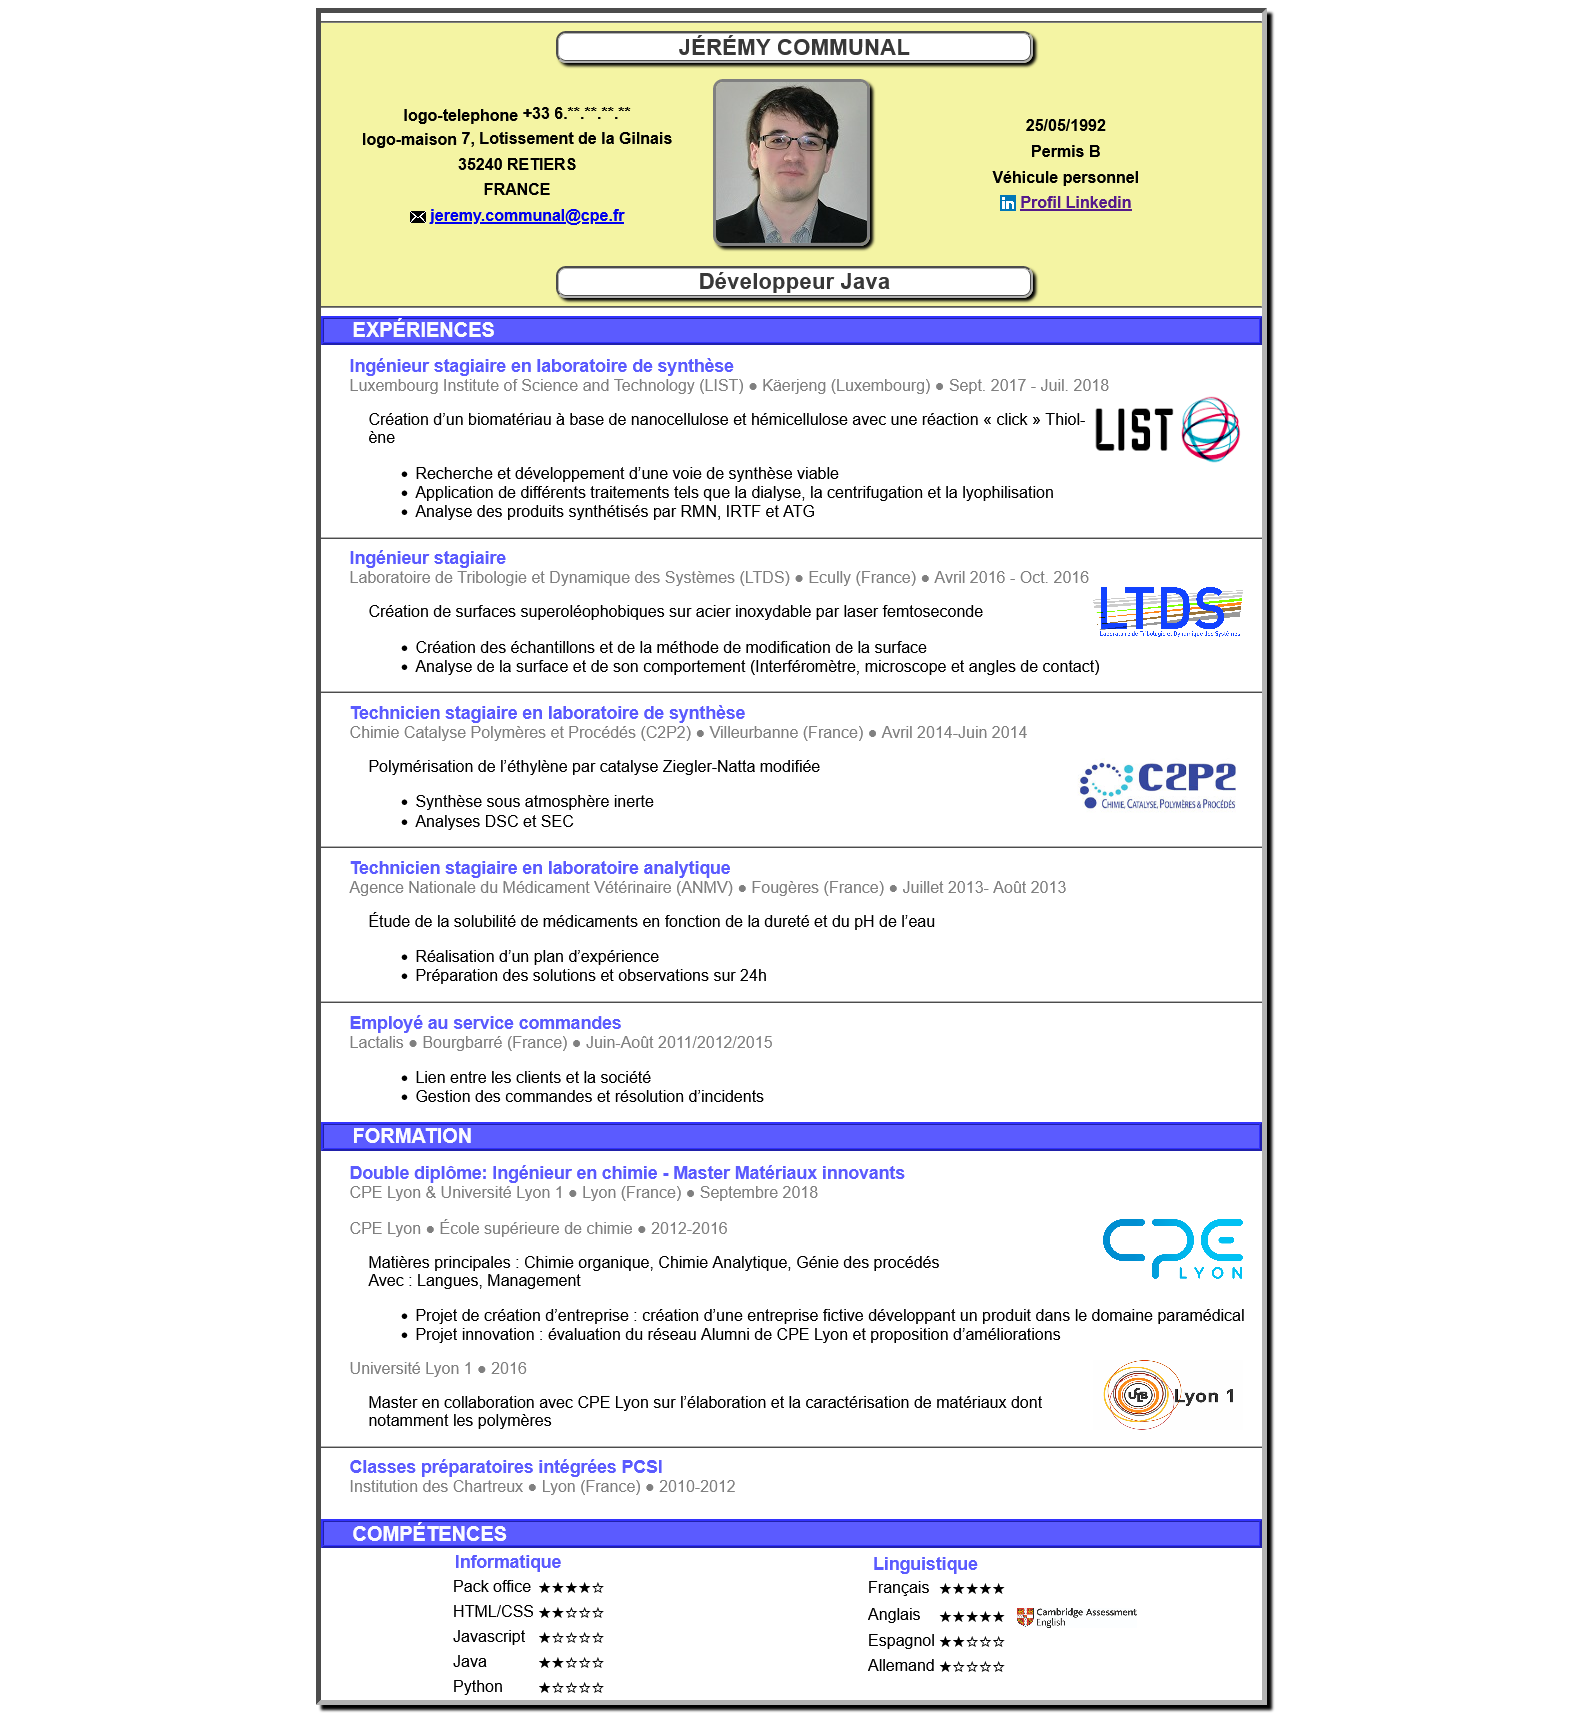 JÉRÉMY COMMUNAL
logo-telephone +33 6.**.**.**.**
logo-maison 7, Lotissement de la Gilnais
35240 RETIERS
FRANCE
jeremy.communal@cpe.fr
25/05/1992
Permis B
Véhicule personnel
in Profil Linkedin
Développeur Java
EXPÉRIENCES
Ingénieur stagiaire en laboratoire de synthèse
Luxembourg Institute of Science and Technology (LIST) ● Käerjeng (Luxembourg) ● Sept. 2017 - Juil. 2018
Création d’un biomatériau à base de nanocellulose et hémicellulose avec une réaction « click » Thiol-
ène
LIST
• Recherche et développement d’une voie de synthèse viable
• Application de différents traitements tels que la dialyse, la centrifugation et la lyophilisation
• Analyse des produits synthétisés par RMN, IRTF et ATG
Ingénieur stagiaire
Laboratoire de Tribologie et Dynamique des Systèmes (LTDS) ● Ecully (France) ● Avril 2016 - Oct. 2016
Création de surfaces superoléophobiques sur acier inoxydable par laser femtoseconde
LTDS
Laboratoire de Tribologie et Dynamique des Systèmes
• Création des échantillons et de la méthode de modification de la surface
• Analyse de la surface et de son comportement (Interféromètre, microscope et angles de contact)
Technicien stagiaire en laboratoire de synthèse
Chimie Catalyse Polymères et Procédés (C2P2) ● Villeurbanne (France) ● Avril 2014-Juin 2014
Polymérisation de l’éthylène par catalyse Ziegler-Natta modifiée
C2P2
CHIMIE, CATALYSE, POLYMÈRES & PROCÉDÉS
• Synthèse sous atmosphère inerte
• Analyses DSC et SEC
Technicien stagiaire en laboratoire analytique
Agence Nationale du Médicament Vétérinaire (ANMV) ● Fougères (France) ● Juillet 2013- Août 2013
Étude de la solubilité de médicaments en fonction de la dureté et du pH de l’eau
• Réalisation d’un plan d’expérience
• Préparation des solutions et observations sur 24h
Employé au service commandes
Lactalis ● Bourgbarré (France) ● Juin-Août 2011/2012/2015
• Lien entre les clients et la société
• Gestion des commandes et résolution d’incidents
FORMATION
Double diplôme: Ingénieur en chimie - Master Matériaux innovants
CPE Lyon & Université Lyon 1 ● Lyon (France) ● Septembre 2018
CPE Lyon ● École supérieure de chimie ● 2012-2016
CPE
LYON
Matières principales : Chimie organique, Chimie Analytique, Génie des procédés
Avec : Langues, Management
• Projet de création d’entreprise : création d’une entreprise fictive développant un produit dans le domaine paramédical
• Projet innovation : évaluation du réseau Alumni de CPE Lyon et proposition d’améliorations
Université Lyon 1 ● 2016
UCBL Lyon 1
Master en collaboration avec CPE Lyon sur l’élaboration et la caractérisation de matériaux dont
notamment les polymères
Classes préparatoires intégrées PCSI
Institution des Chartreux ● Lyon (France) ● 2010-2012
COMPÉTENCES
Informatique
Pack office ★★★★☆
HTML/CSS ★★☆☆☆
Javascript ★☆☆☆☆
Java ★★☆☆☆
Python ★☆☆☆☆
Linguistique
Français ★★★★★
Anglais ★★★★★
Cambridge Assessment
English
Espagnol ★★☆☆☆
Allemand ★☆☆☆☆